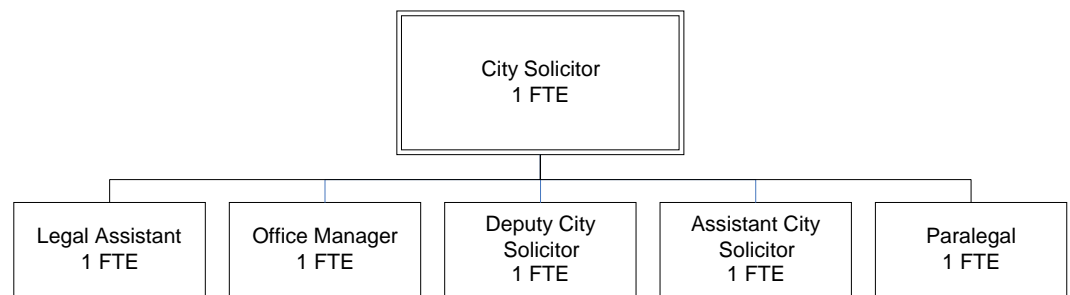 City Solicitor
1 FTE
Legal Assistant
1 FTE
Office Manager
1 FTE
Deputy City
Solicitor
1 FTE
Assistant City
Solicitor
1 FTE
Paralegal
1 FTE